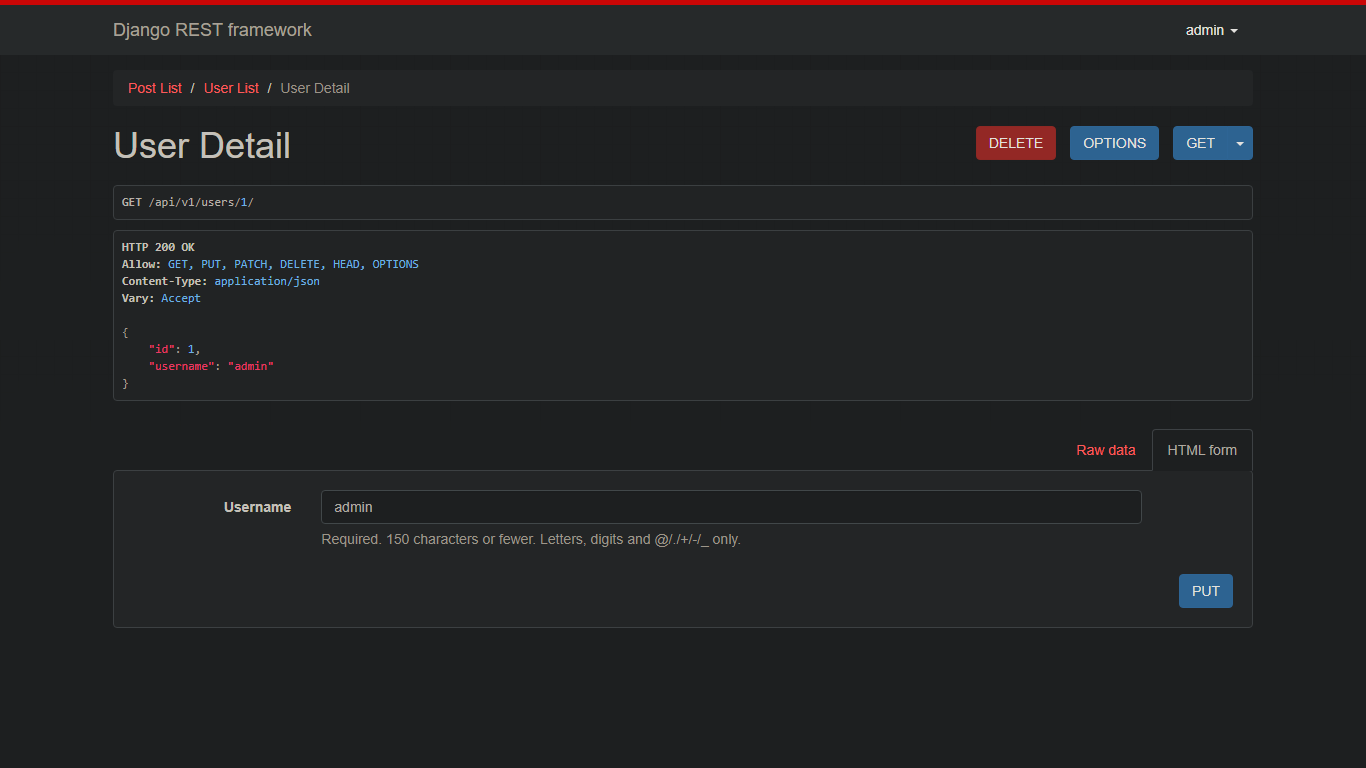 Django REST framework
admin
Post List / User List / User Detail
User Detail
DELETE
OPTIONS
GET
GET /api/v1/users/1/
HTTP 200 OK
Allow: GET, PUT, PATCH, DELETE, HEAD, OPTIONS
Content-Type: application/json
Vary: Accept
{
    "id": 1,
    "username": "admin"
}
Raw data
HTML form
Username
admin
Required. 150 characters or fewer. Letters, digits and @/./+/-/_ only.
PUT